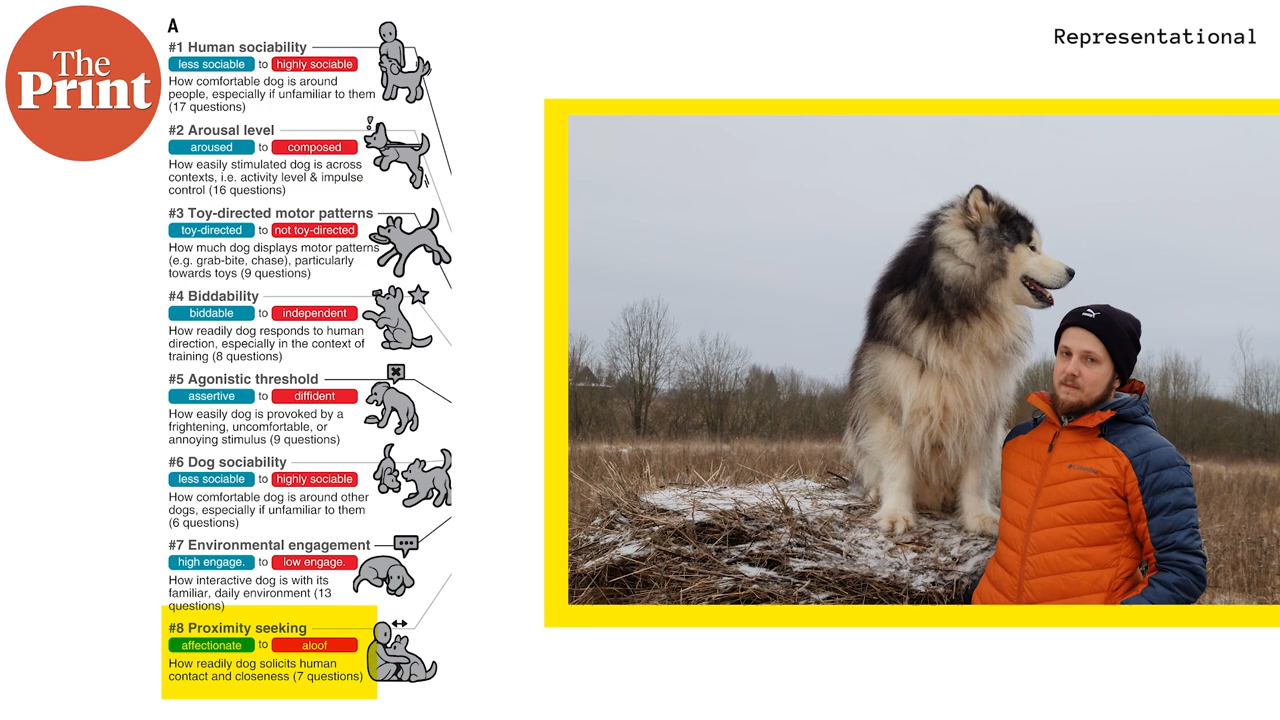 The
Print
A
#1 Human sociability
less sociable to highly sociable
How comfortable dog is around
people, especially if unfamiliar to them
(17 questions)
#2 Arousal level
aroused to composed
How easily stimulated dog is across
contexts, i.e. activity level & impulse
control (16 questions)
#3 Toy-directed motor patterns
toy-directed to not toy-directed
How much dog displays motor patterns
(e.g. grab-bite, chase), particularly
towards toys (9 questions)
#4 Biddability
biddable to independent
How readily dog responds to human
direction, especially in the context of
training (8 questions)
#5 Agonistic threshold
assertive to diffident
How easily dog is provoked by a
frightening, uncomfortable, or
annoying stimulus (9 questions)
#6 Dog sociability
less sociable to highly sociable
How comfortable dog is around other
dogs, especially if unfamiliar to them
(6 questions)
#7 Environmental engagement
high engage. to low engage.
How interactive dog is with its
familiar, daily environment (13
questions)
#8 Proximity seeking
affectionate to aloof
How readily dog solicits human
contact and closeness (7 questions)
Representational
PUMA
Columbia